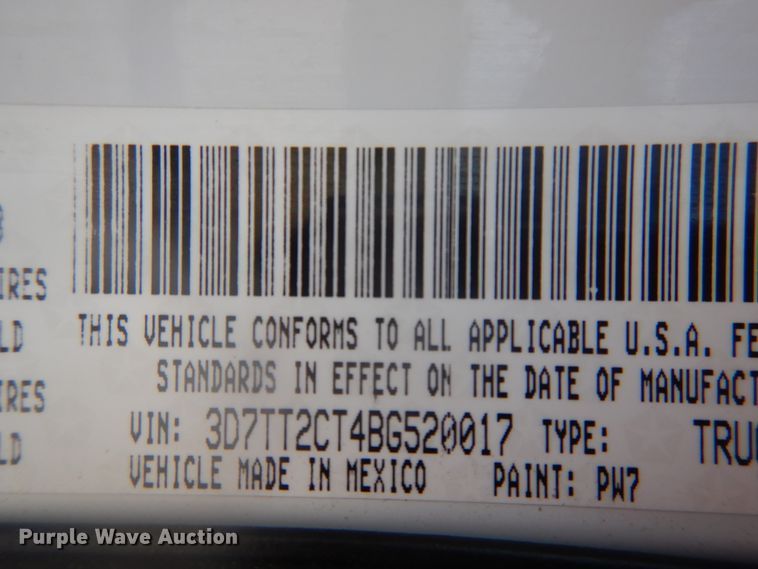 IRES
THIS VEHICLE CONFORMS TO ALL APPLICABLE U.S.A. FE
LD
STANDARDS IN EFFECT ON THE DATE OF MANUFACT
RES
VIN: 3D7TT2CT4BG520017 TYPE: TRU
LD
VEHICLE MADE IN MEXICO PAINT: PW7
Purple Wave Auction